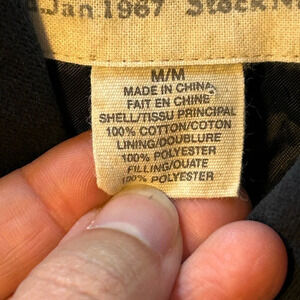 Jan 1967 Stock N
M/M
MADE IN CHINA
FAIT EN CHINE
SHELL/TISSU PRINCIPAL
100% COTTON/COTON
LINING/DOUBLURE
100% POLYESTER
FILLING/OUATE
100% POLYESTER